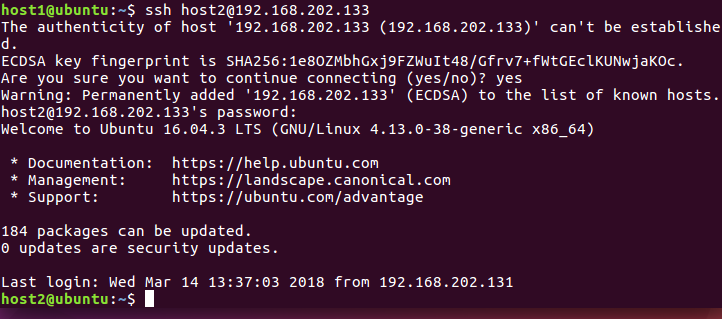 host1@ubuntu:~$ ssh host2@192.168.202.133
The authenticity of host '192.168.202.133 (192.168.202.133)' can't be establishe
d.
ECDSA key fingerprint is SHA256:1e8OZMbhGxj9FZWuIt48/Gfrv7+fWtGEclKUNwjaKOc.
Are you sure you want to continue connecting (yes/no)? yes
Warning: Permanently added '192.168.202.133' (ECDSA) to the list of known hosts.
host2@192.168.202.133's password:
Welcome to Ubuntu 16.04.3 LTS (GNU/Linux 4.13.0-38-generic x86_64)

 * Documentation:  https://help.ubuntu.com
 * Management:     https://landscape.canonical.com
 * Support:        https://ubuntu.com/advantage

184 packages can be updated.
0 updates are security updates.

Last login: Wed Mar 14 13:37:03 2018 from 192.168.202.131
host2@ubuntu:~$